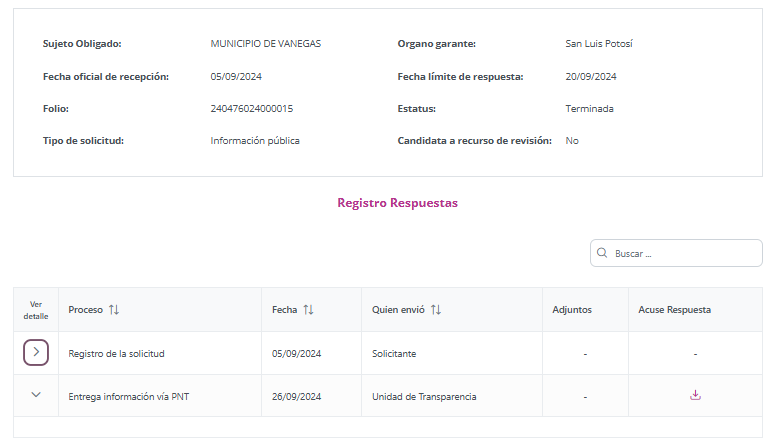 Sujeto Obligado: MUNICIPIO DE VANEGAS Organo garante: San Luis Potosí
Fecha oficial de recepción: 05/09/2024 Fecha límite de respuesta: 20/09/2024
Folio: 240476024000015 Estatus: Terminada
Tipo de solicitud: Información pública Candidata a recurso de revisión: No
Registro Respuestas
Buscar ...
Ver detalle Proceso Fecha Quien envió Adjuntos Acuse Respuesta
Registro de la solicitud 05/09/2024 Solicitante - -
Entrega información vía PNT 26/09/2024 Unidad de Transparencia -